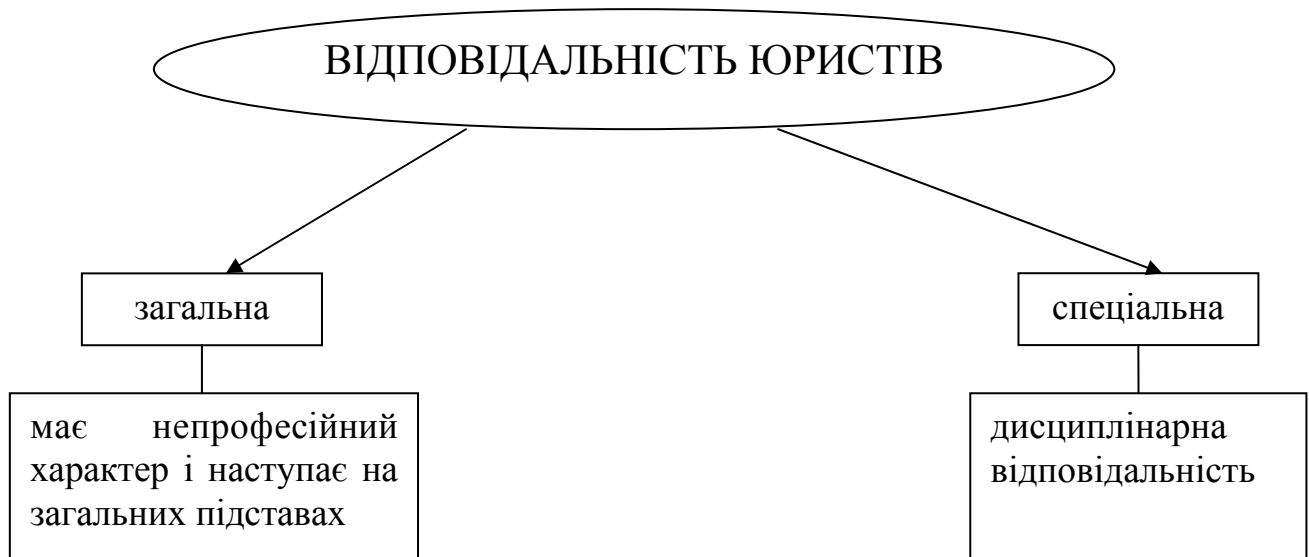 ВІДПОВІДАЛЬНІСТЬ ЮРИСТІВ
загальна
спеціальна
має непрофесійний
характер і наступає на
загальних підставах
дисциплінарна
відповідальність